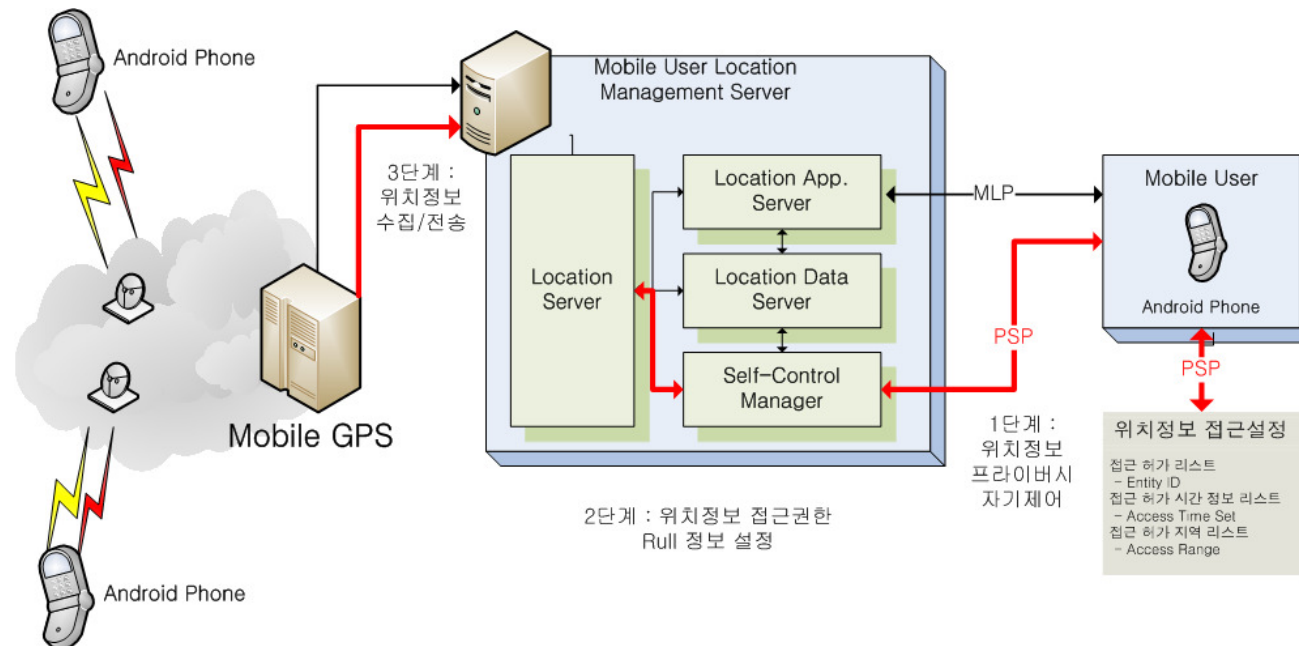 Android Phone
Mobile User Location
Management Server
3단계 :
위치정보
수집/전송
Location
Server
Location App.
Server
Location Data
Server
Self-Control
Manager
MLP
PSP
Mobile User
Android Phone
PSP
Mobile GPS
1단계 :
위치정보
프라이버시
자기제어
2단계 : 위치정보 접근권한
Rull 정보 설정
위치정보 접근설정
접근 허가 리스트
- Entity ID
접근 허가 시간 정보 리스트
- Access Time Set
접근 허가 지역 리스트
- Access Range
Android Phone